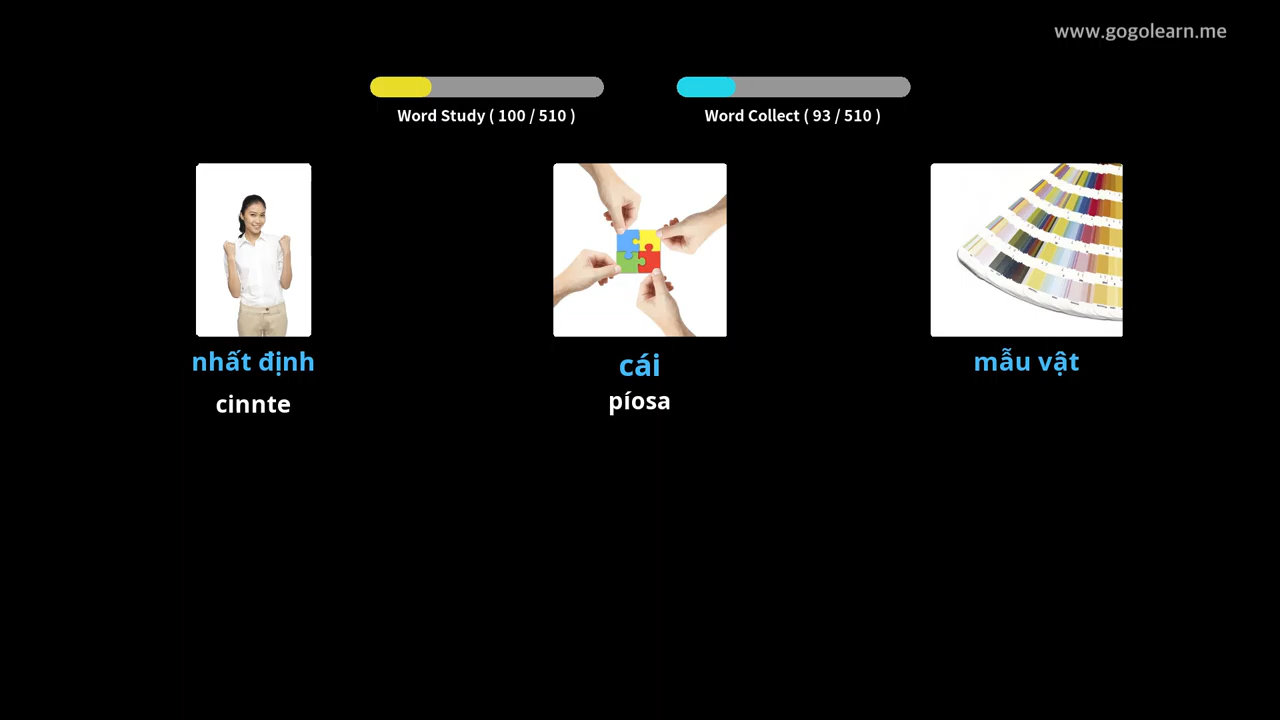 www.gogolearn.me
Word Study ( 100 / 510 )
Word Collect ( 93 / 510 )
nhất định
cái
mẫu vật
cinnte
píosa